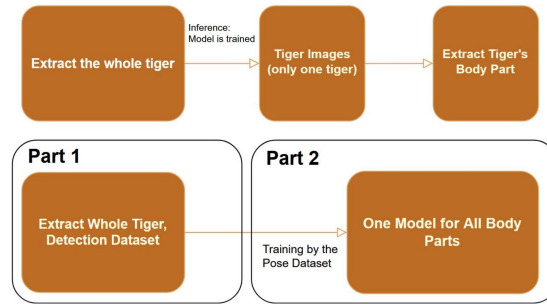 Extract the whole tiger
Inference:
Model is trained
Tiger Images
(only one tiger)
Extract Tiger's
Body Part
Part 1
Extract Whole Tiger,
Detection Dataset
Part 2
Training by the
Pose Dataset
One Model for All Body
Parts